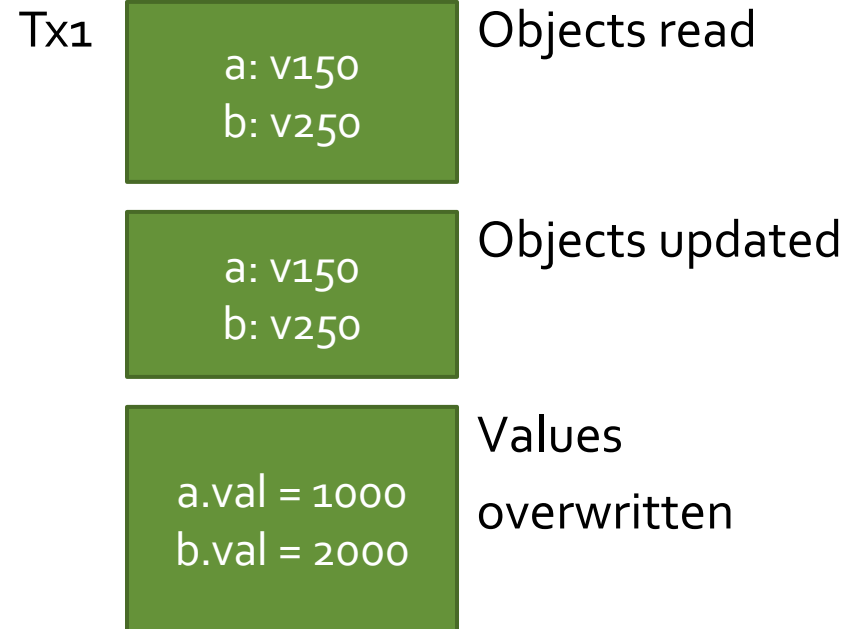 Tx1
a: v150
b: v250
Objects read
a: v150
b: v250
Objects updated
a.val = 1000
b.val = 2000
Values
overwritten